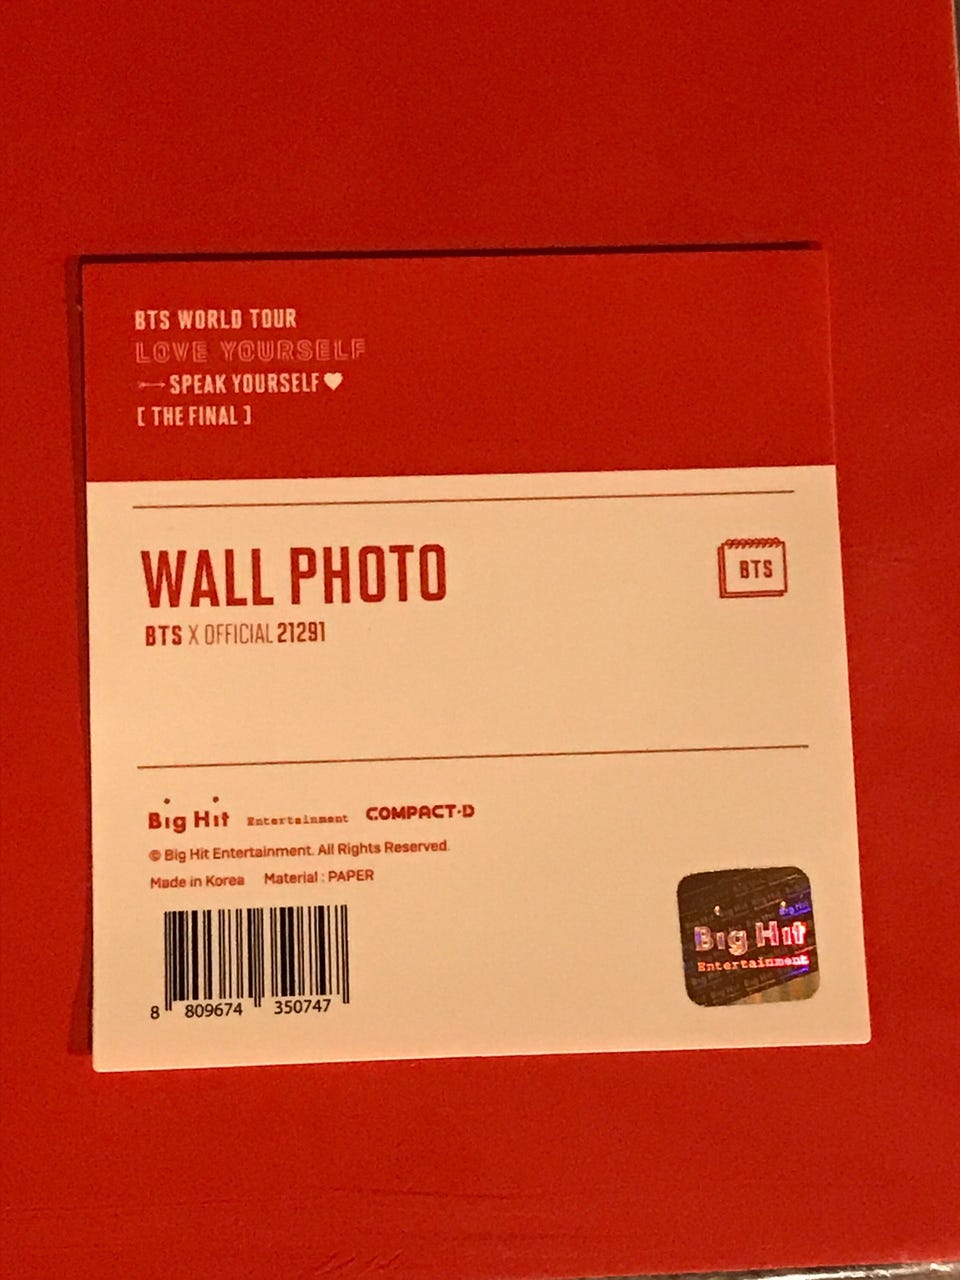 BTS WORLD TOUR
LOVE YOURSELF
SPEAK YOURSELF
[ THE FINAL ]
WALL PHOTO
BTS
BTS X OFFICIAL 21291
Big Hit Entertainment COMPACT·D
© Big Hit Entertainment. All Rights Reserved.
Made in Korea Material : PAPER
8 809674 350747
Big Hit
Entertainment